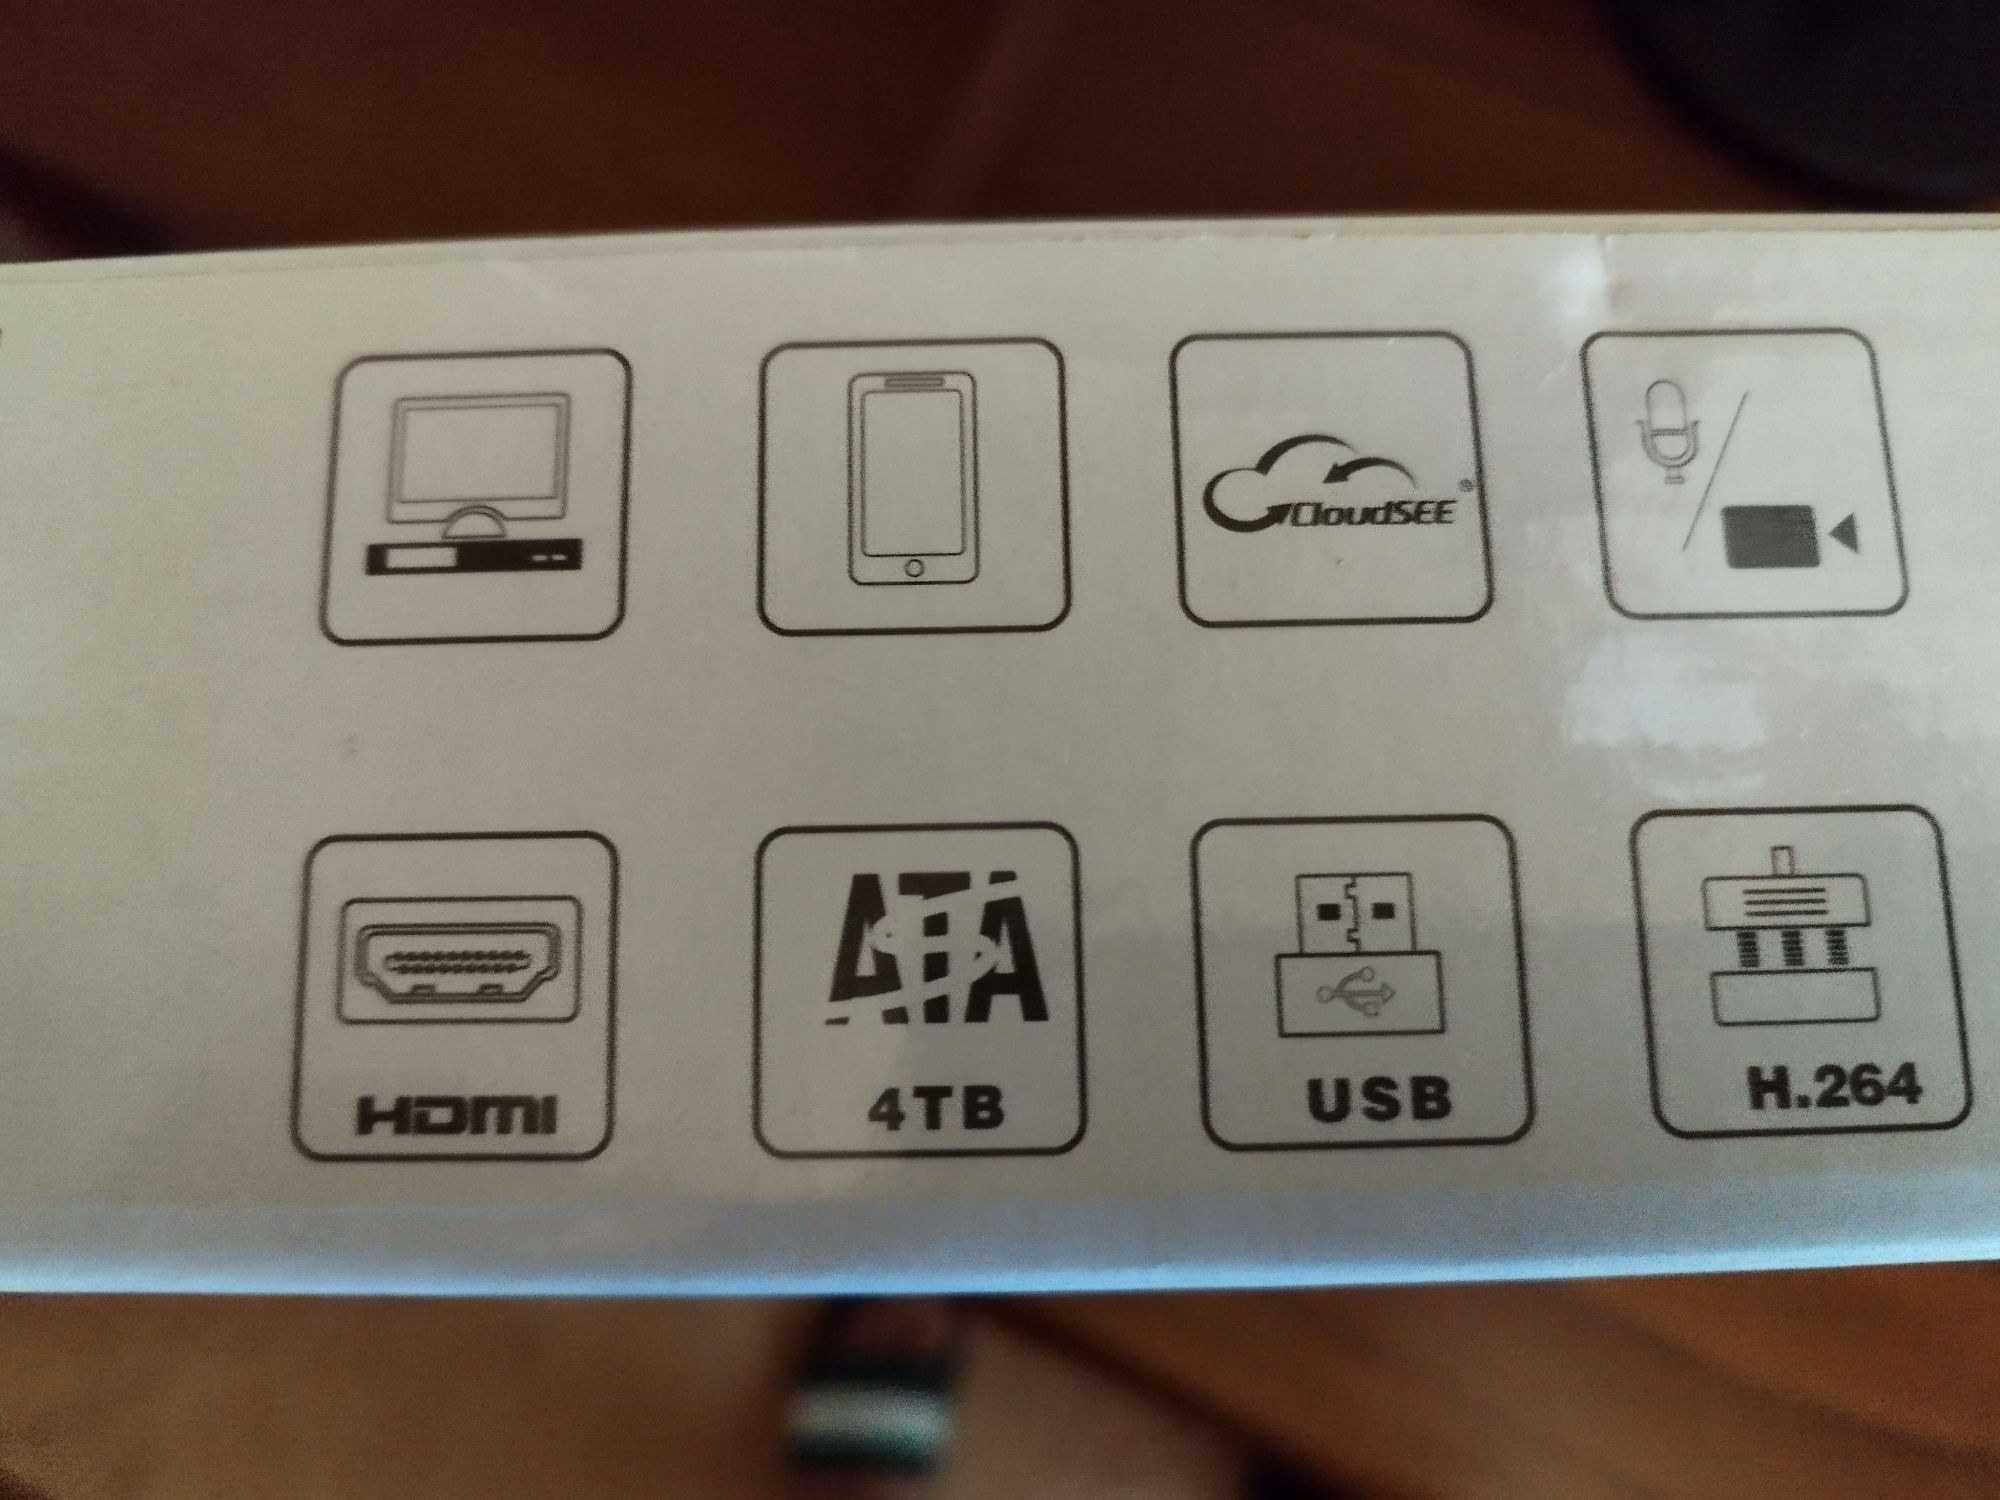 CloudSEE®
HDMI
ATA
4TB
USB
H.264